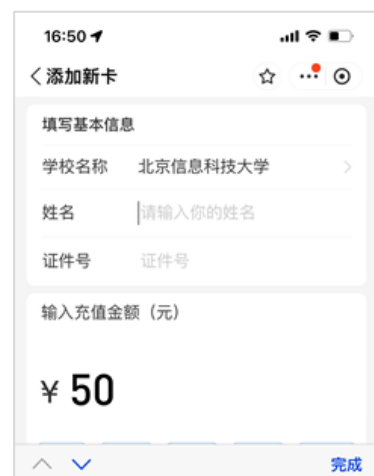 16:50
添加新卡
填写基本信息
学校名称 北京信息科技大学
姓名 请输入你的姓名
证件号 证件号
输入充值金额（元）
¥ 50
完成